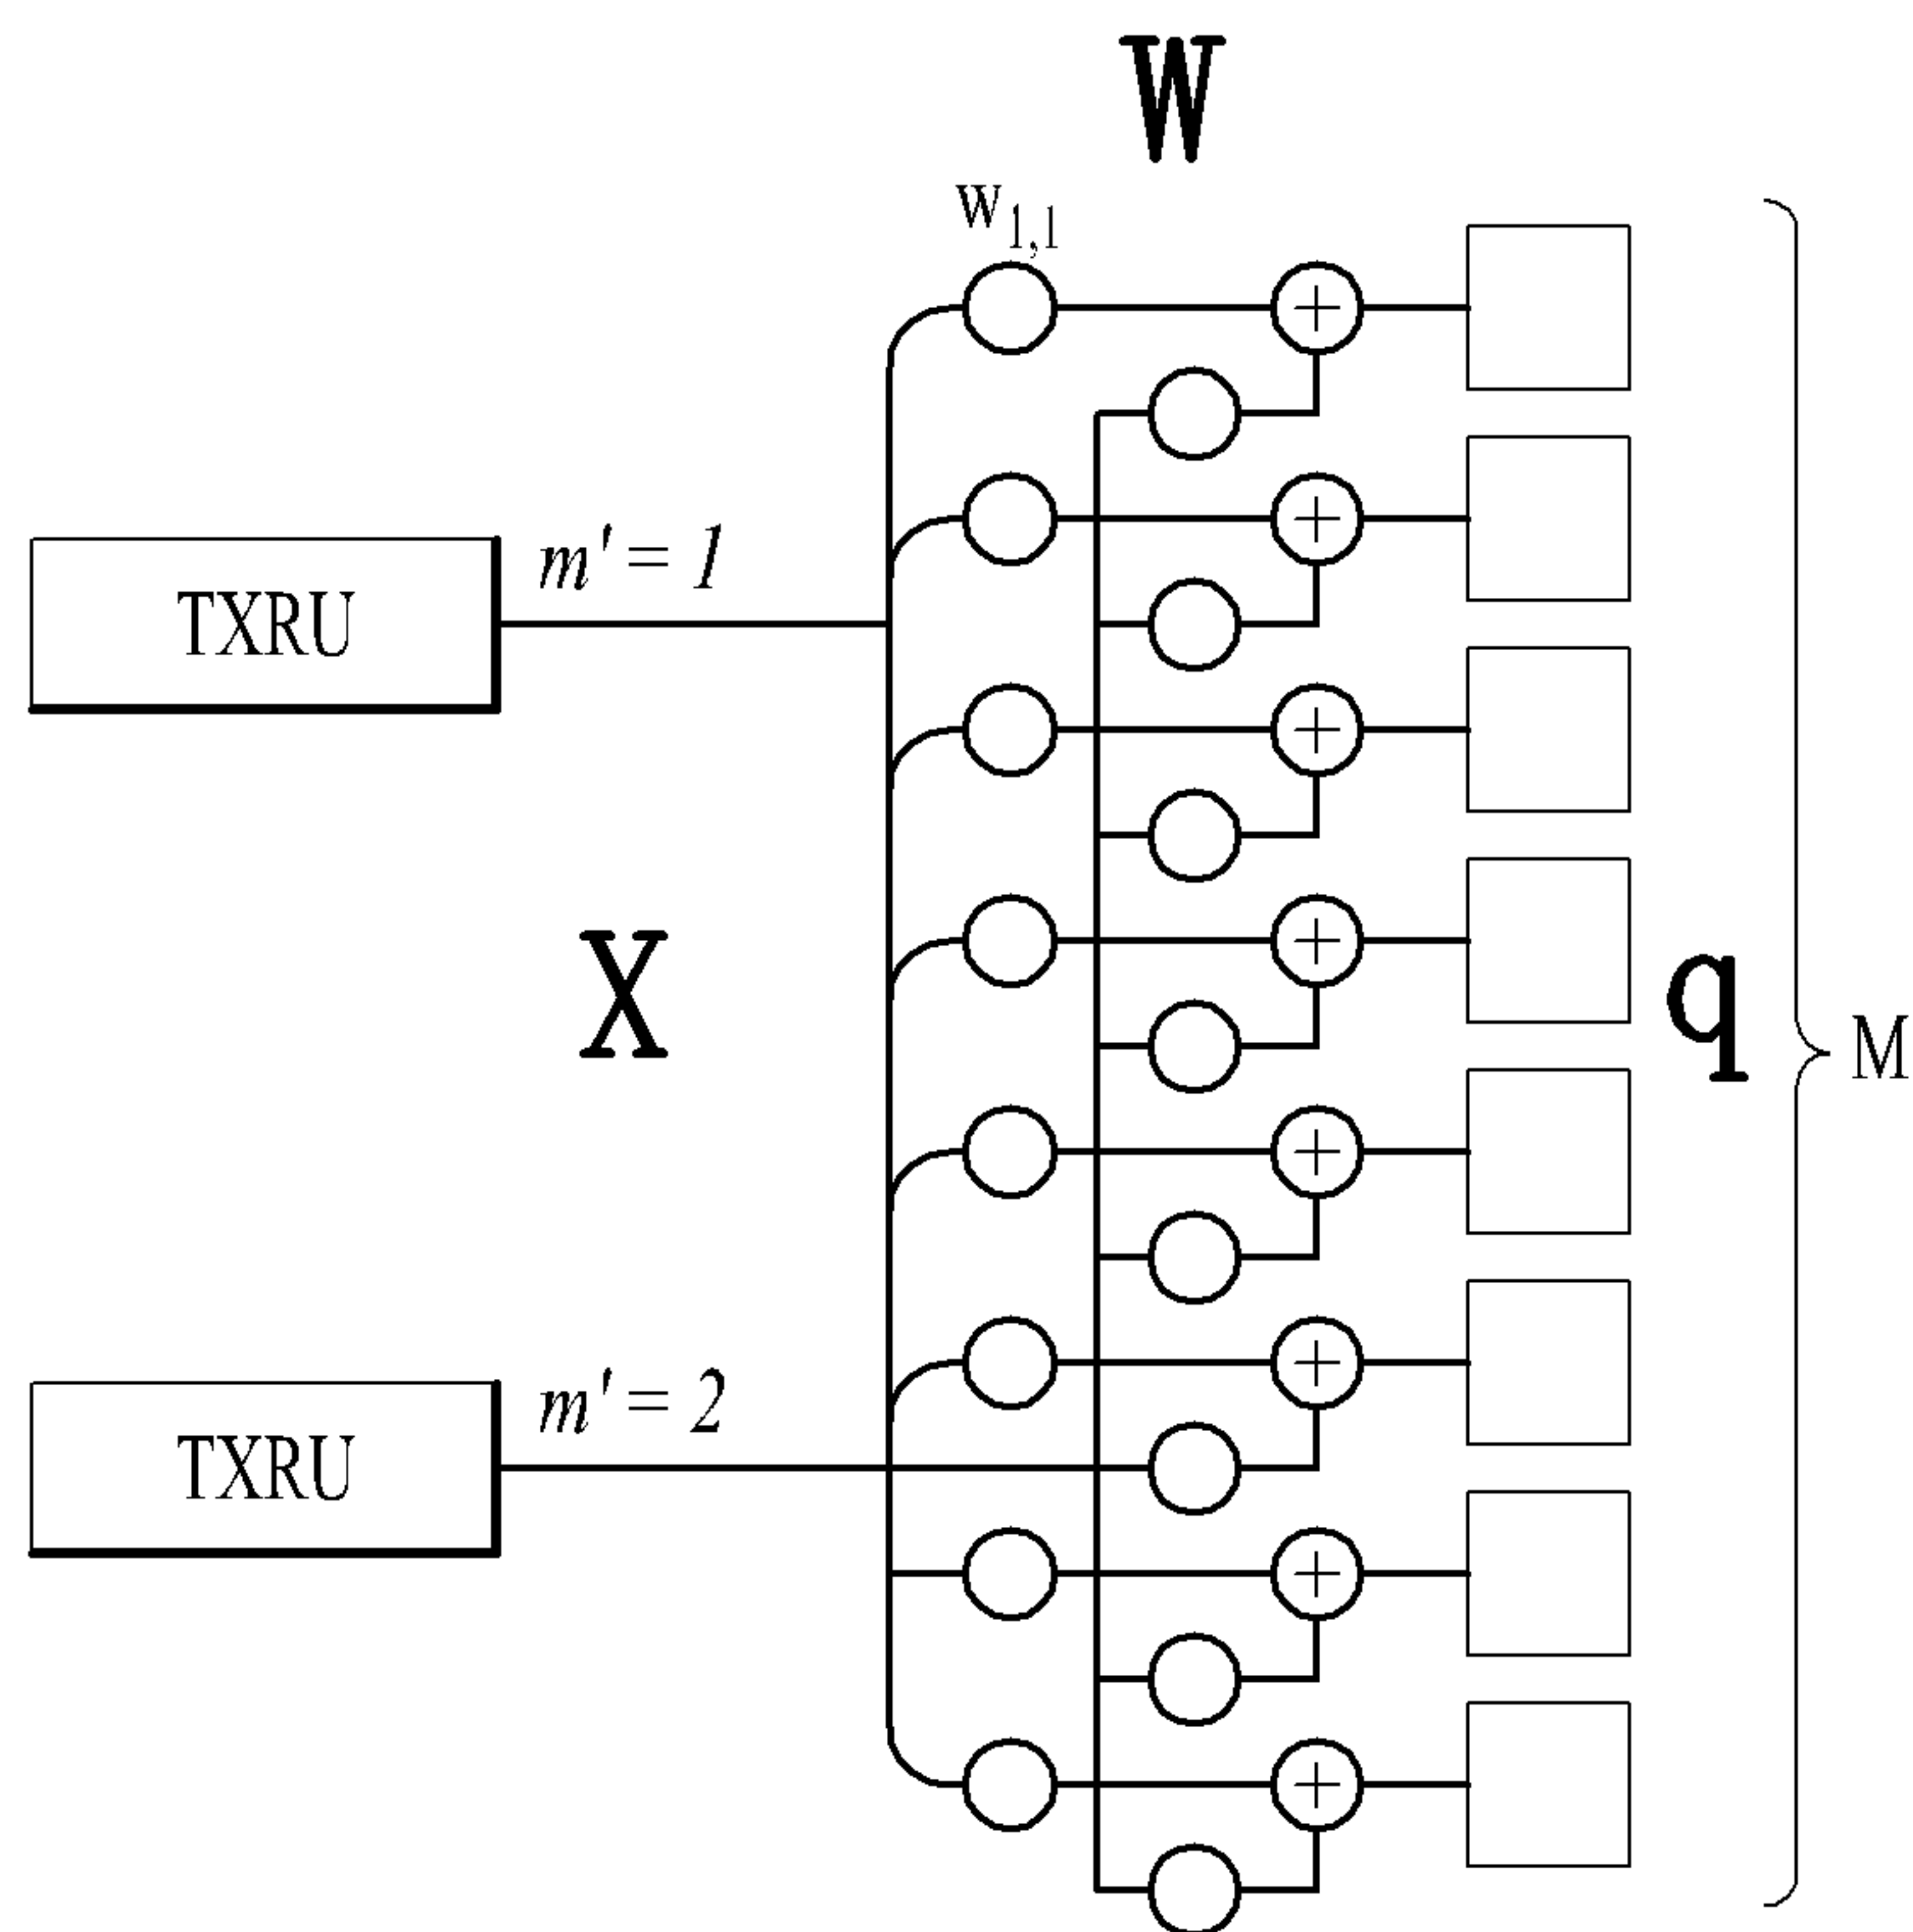 W
w1,1
m' = 1
TXRU
X
q
M
m' = 2
TXRU